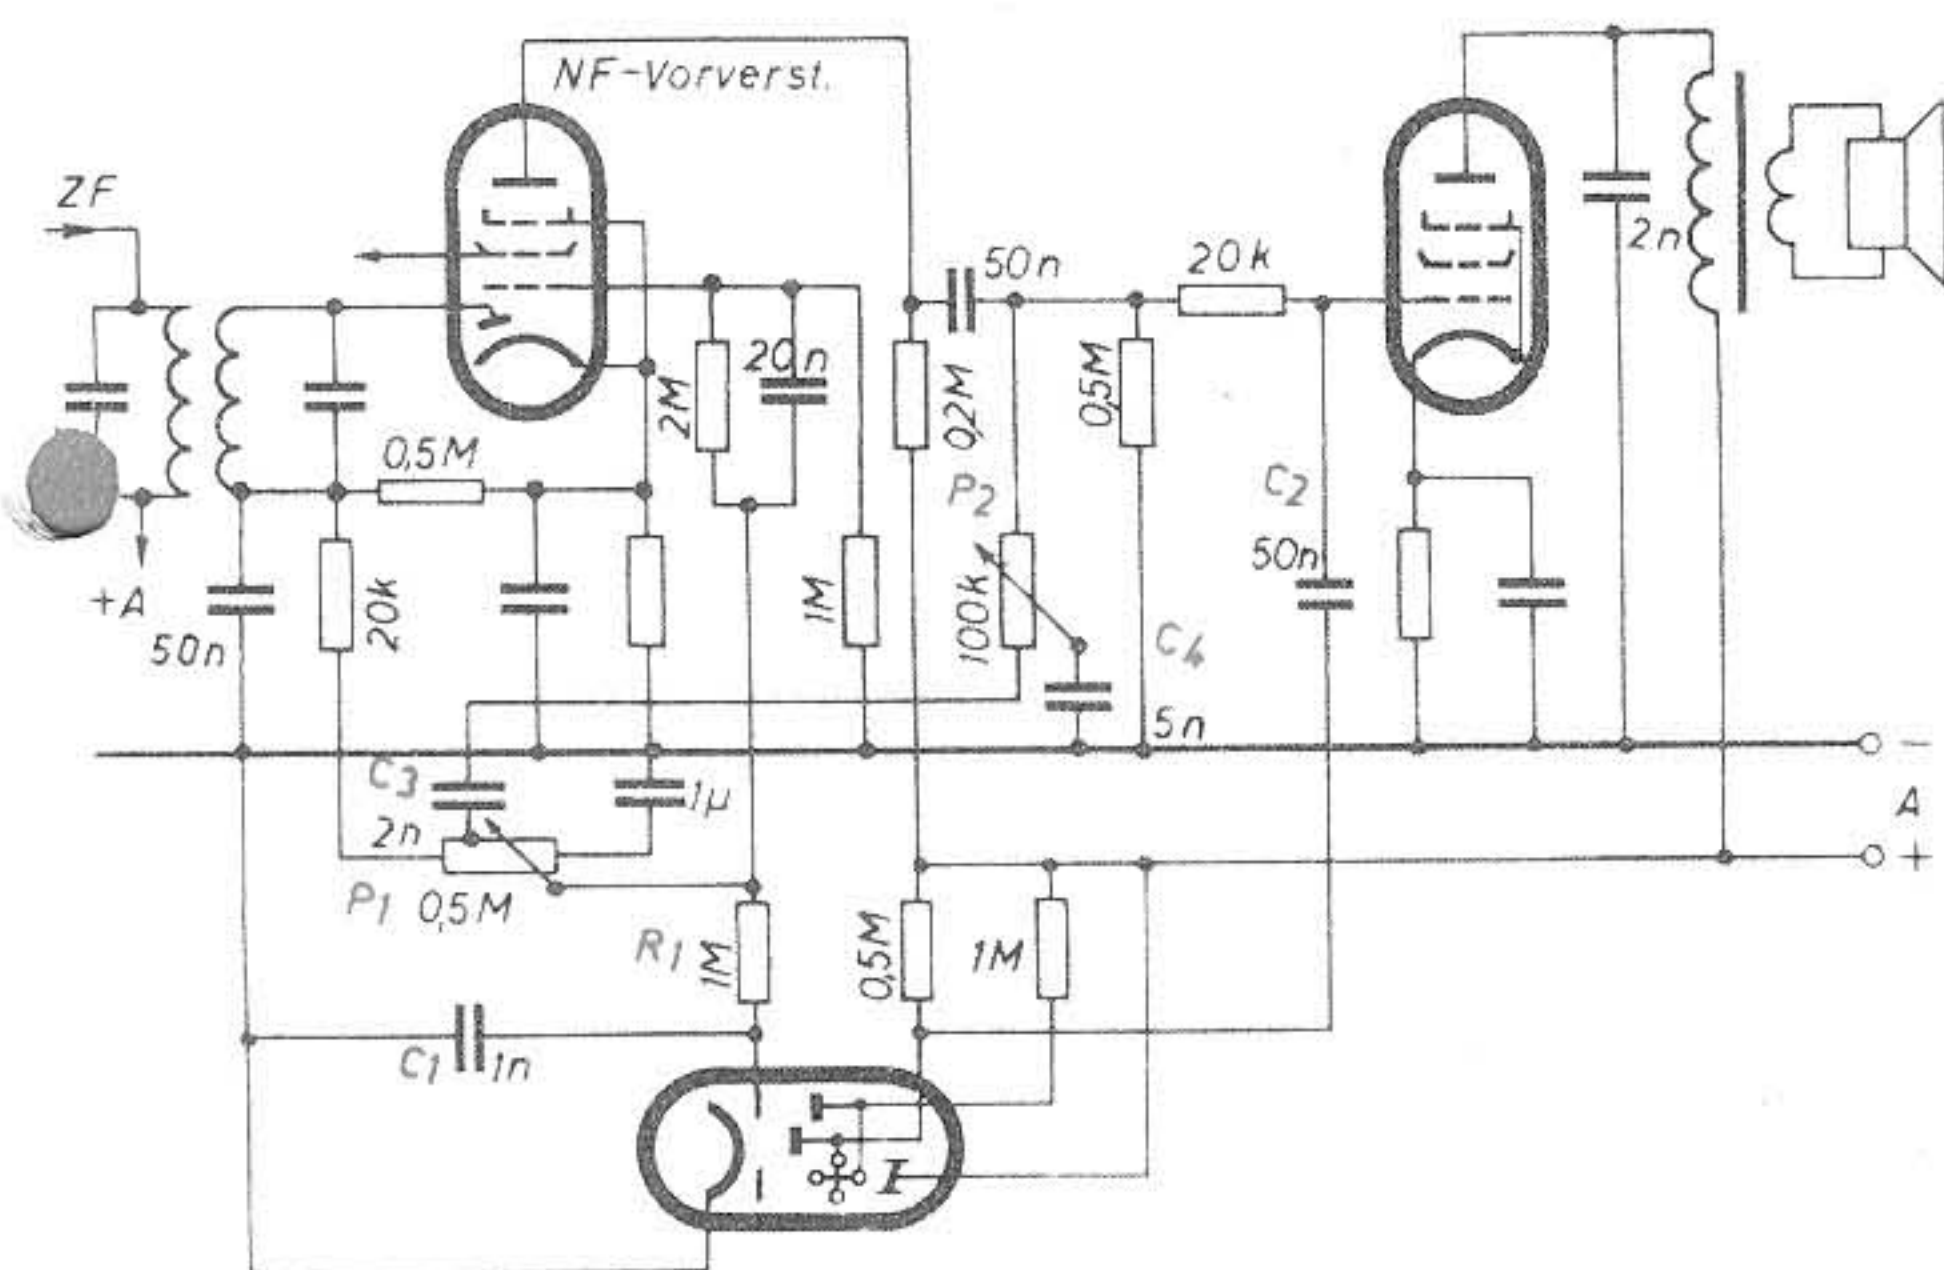 NF-Vorverst.
ZF
50n
20k
2n
20n
2M
0,2M
0,5M
0,5M
P2
C2
50n
+A
50n
20k
1M
100k
C4
5n
C3
2n
1µ
A
−
+
P1 0,5M
R1
1M
0,5M
1M
C1
1n